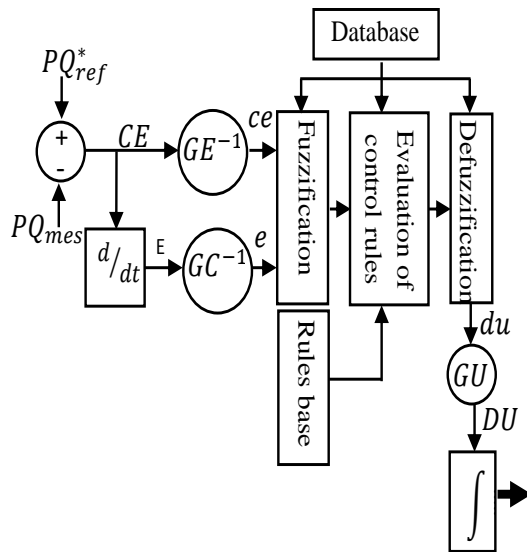 Database
PQ*ref
+
-
PQmes
CE
GE⁻¹
ce
d/dt
E
GC⁻¹
e
Fuzzification
Evaluation of
control rules
Defuzzification
Rules base
du
GU
DU
∫